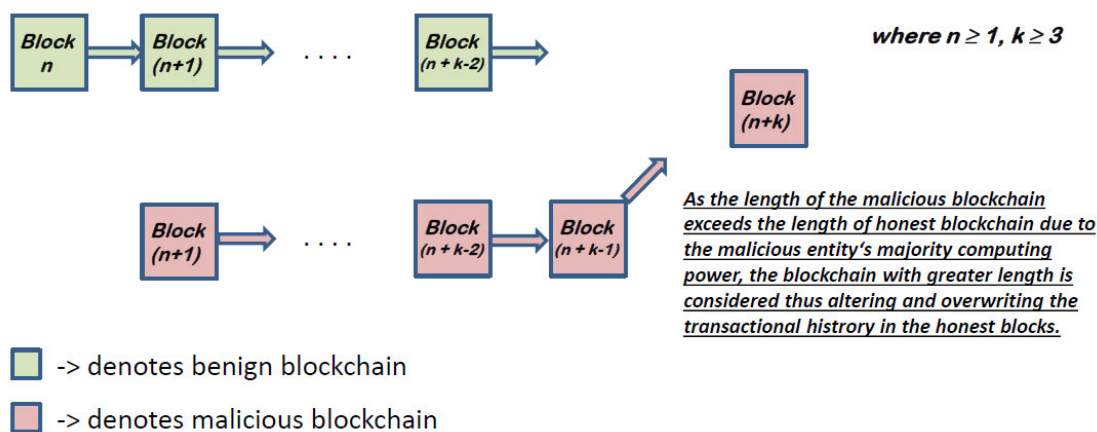 Block
n
Block
(n+1)
. . . .
Block
(n + k-2)
where n ≥ 1, k ≥ 3
Block
(n+k)
Block
(n+1)
. . . .
Block
(n + k-2)
Block
(n + k-1)
As the length of the malicious blockchain
exceeds the length of honest blockchain due to
the malicious entity‘s majority computing
power, the blockchain with greater length is
considered thus altering and overwriting the
transactional histrory in the honest blocks.
-> denotes benign blockchain
-> denotes malicious blockchain